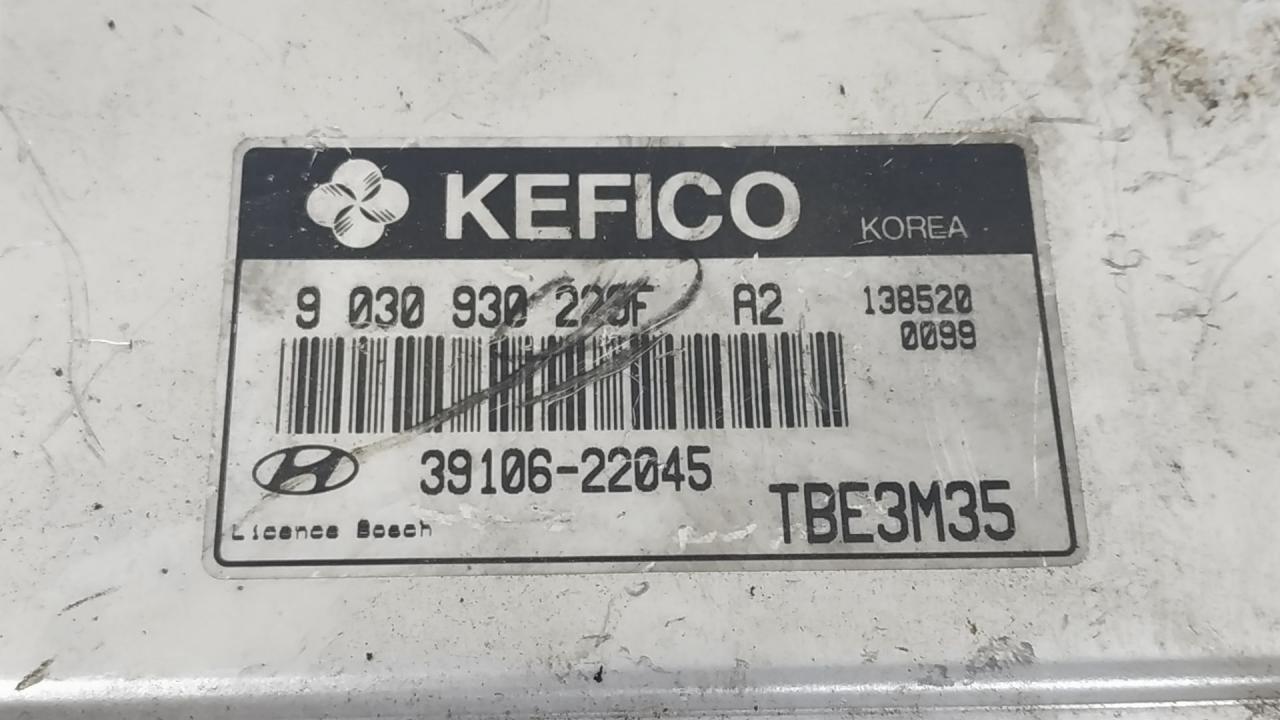 KEFICO KOREA
9 030 930 A2 138520
0099
39106-22045
TBE3M35
Licence Bosch